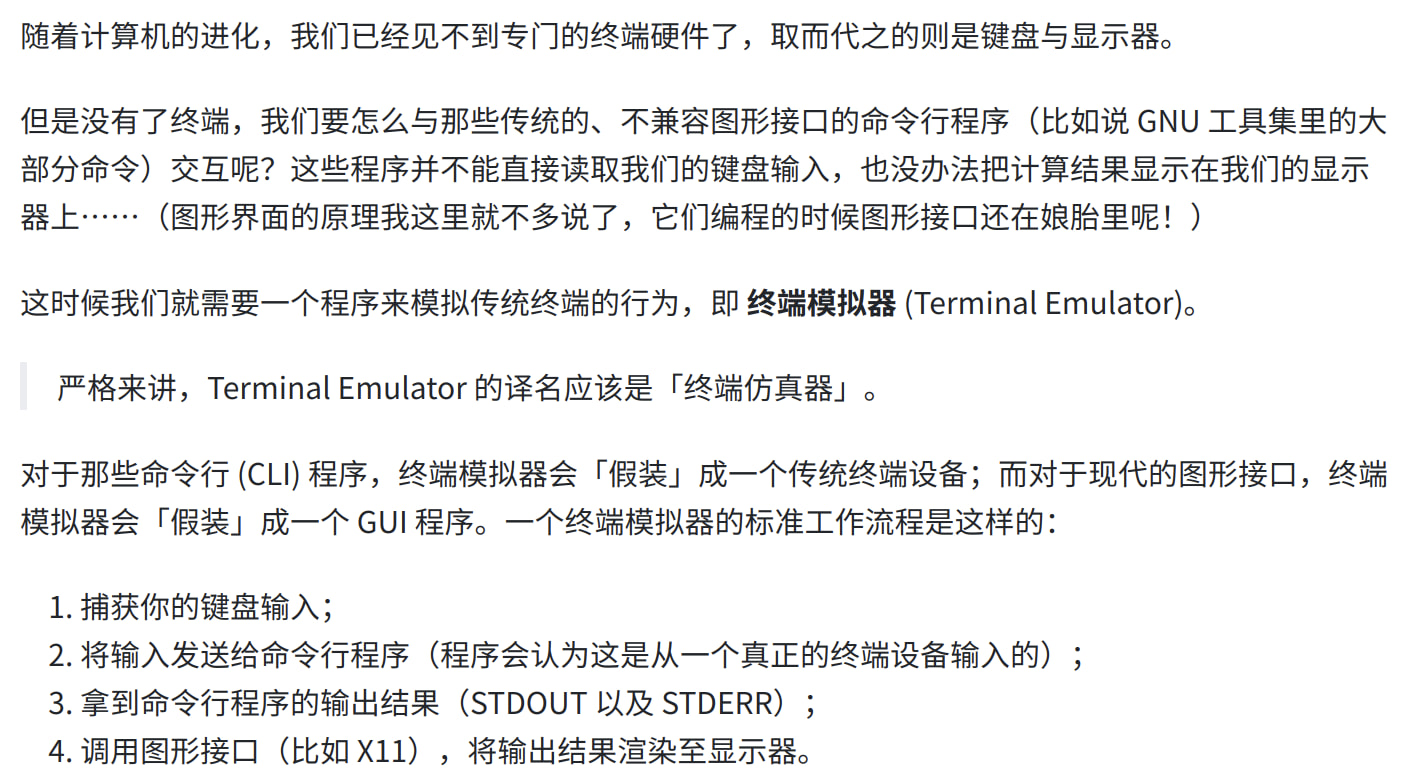 随着计算机的进化，我们已经见不到专门的终端硬件了，取而代之的则是键盘与显示器。
但是没有了终端，我们要怎么与那些传统的、不兼容图形接口的命令行程序（比如说 GNU 工具集里的大
部分命令）交互呢？这些程序并不能直接读取我们的键盘输入，也没办法把计算结果显示在我们的显示
器上……（图形界面的原理我这里就不多说了，它们编程的时候图形接口还在娘胎里呢！）
这时候我们就需要一个程序来模拟传统终端的行为，即 终端模拟器 (Terminal Emulator)。
严格来讲，Terminal Emulator 的译名应该是「终端仿真器」。
对于那些命令行 (CLI) 程序，终端模拟器会「假装」成一个传统终端设备；而对于现代的图形接口，终端
模拟器会「假装」成一个 GUI 程序。一个终端模拟器的标准工作流程是这样的：
1. 捕获你的键盘输入；
2. 将输入发送给命令行程序（程序会认为这是从一个真正的终端设备输入的）；
3. 拿到命令行程序的输出结果（STDOUT 以及 STDERR）；
4. 调用图形接口（比如 X11），将输出结果渲染至显示器。